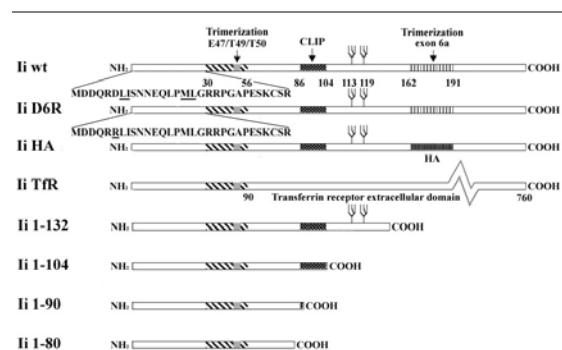 Trimerization Trimerization
E47/T49/T50 CLIP exon 6a
Ii wt NH2 COOH
30 56 86 104 113 119 162 191
MDDQRDLISNNEQLPMLGRRPGAPESKCSR
Ii D6R NH2 COOH
MDDQRRLISNNEQLPMLGRRPGAPESKCSR
Ii HA NH2 COOH
HA
Ii TfR NH2 COOH
90 Transferrin receptor extracellular domain 760
Ii 1-132 NH2 COOH
Ii 1-104 NH2 COOH
Ii 1-90 NH2 COOH
Ii 1-80 NH2 COOH